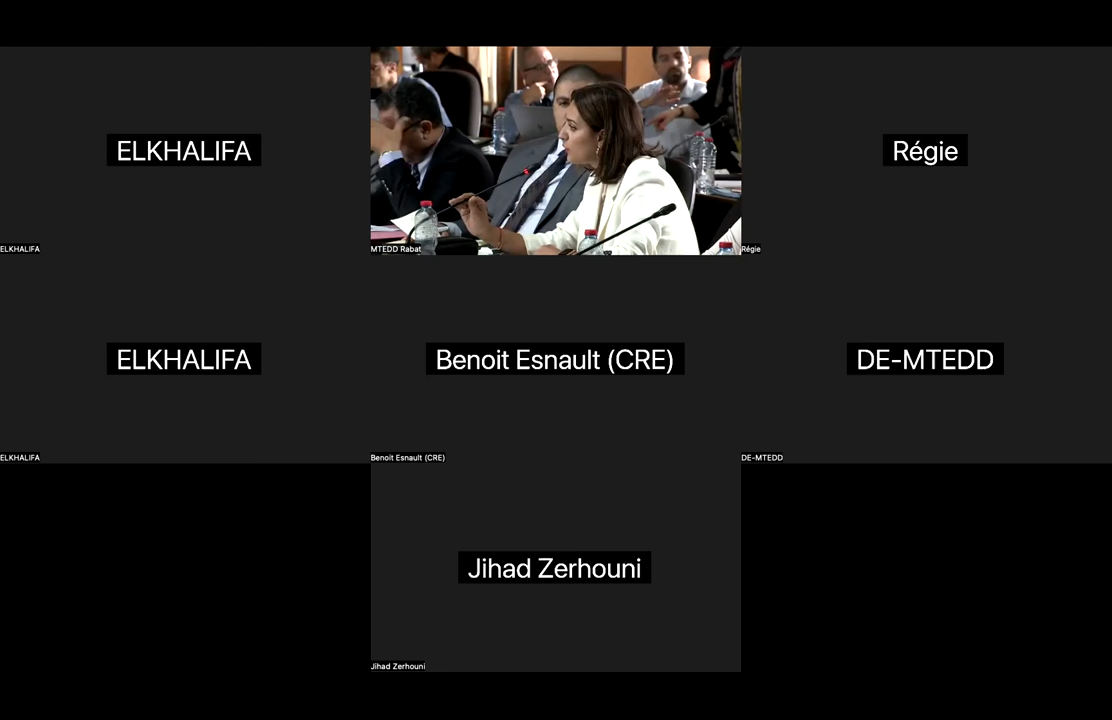 ELKHALIFA
ELKHALIFA
MTEDD Rabat
Régie
Régie
ELKHALIFA
ELKHALIFA
Benoit Esnault (CRE)
Benoit Esnault (CRE)
DE-MTEDD
DE-MTEDD
Jihad Zerhouni
Jihad Zerhouni